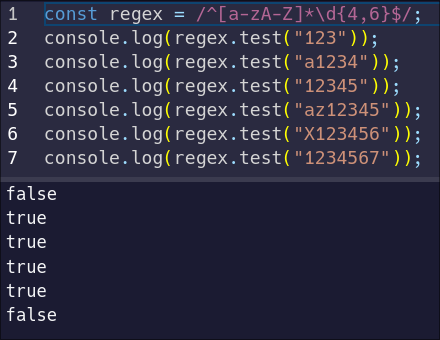 1 const regex = /^[a-zA-Z]*\d{4,6}$/;
2 console.log(regex.test("123"));
3 console.log(regex.test("a1234"));
4 console.log(regex.test("12345"));
5 console.log(regex.test("az12345"));
6 console.log(regex.test("X123456"));
7 console.log(regex.test("1234567"));
false
true
true
true
true
false